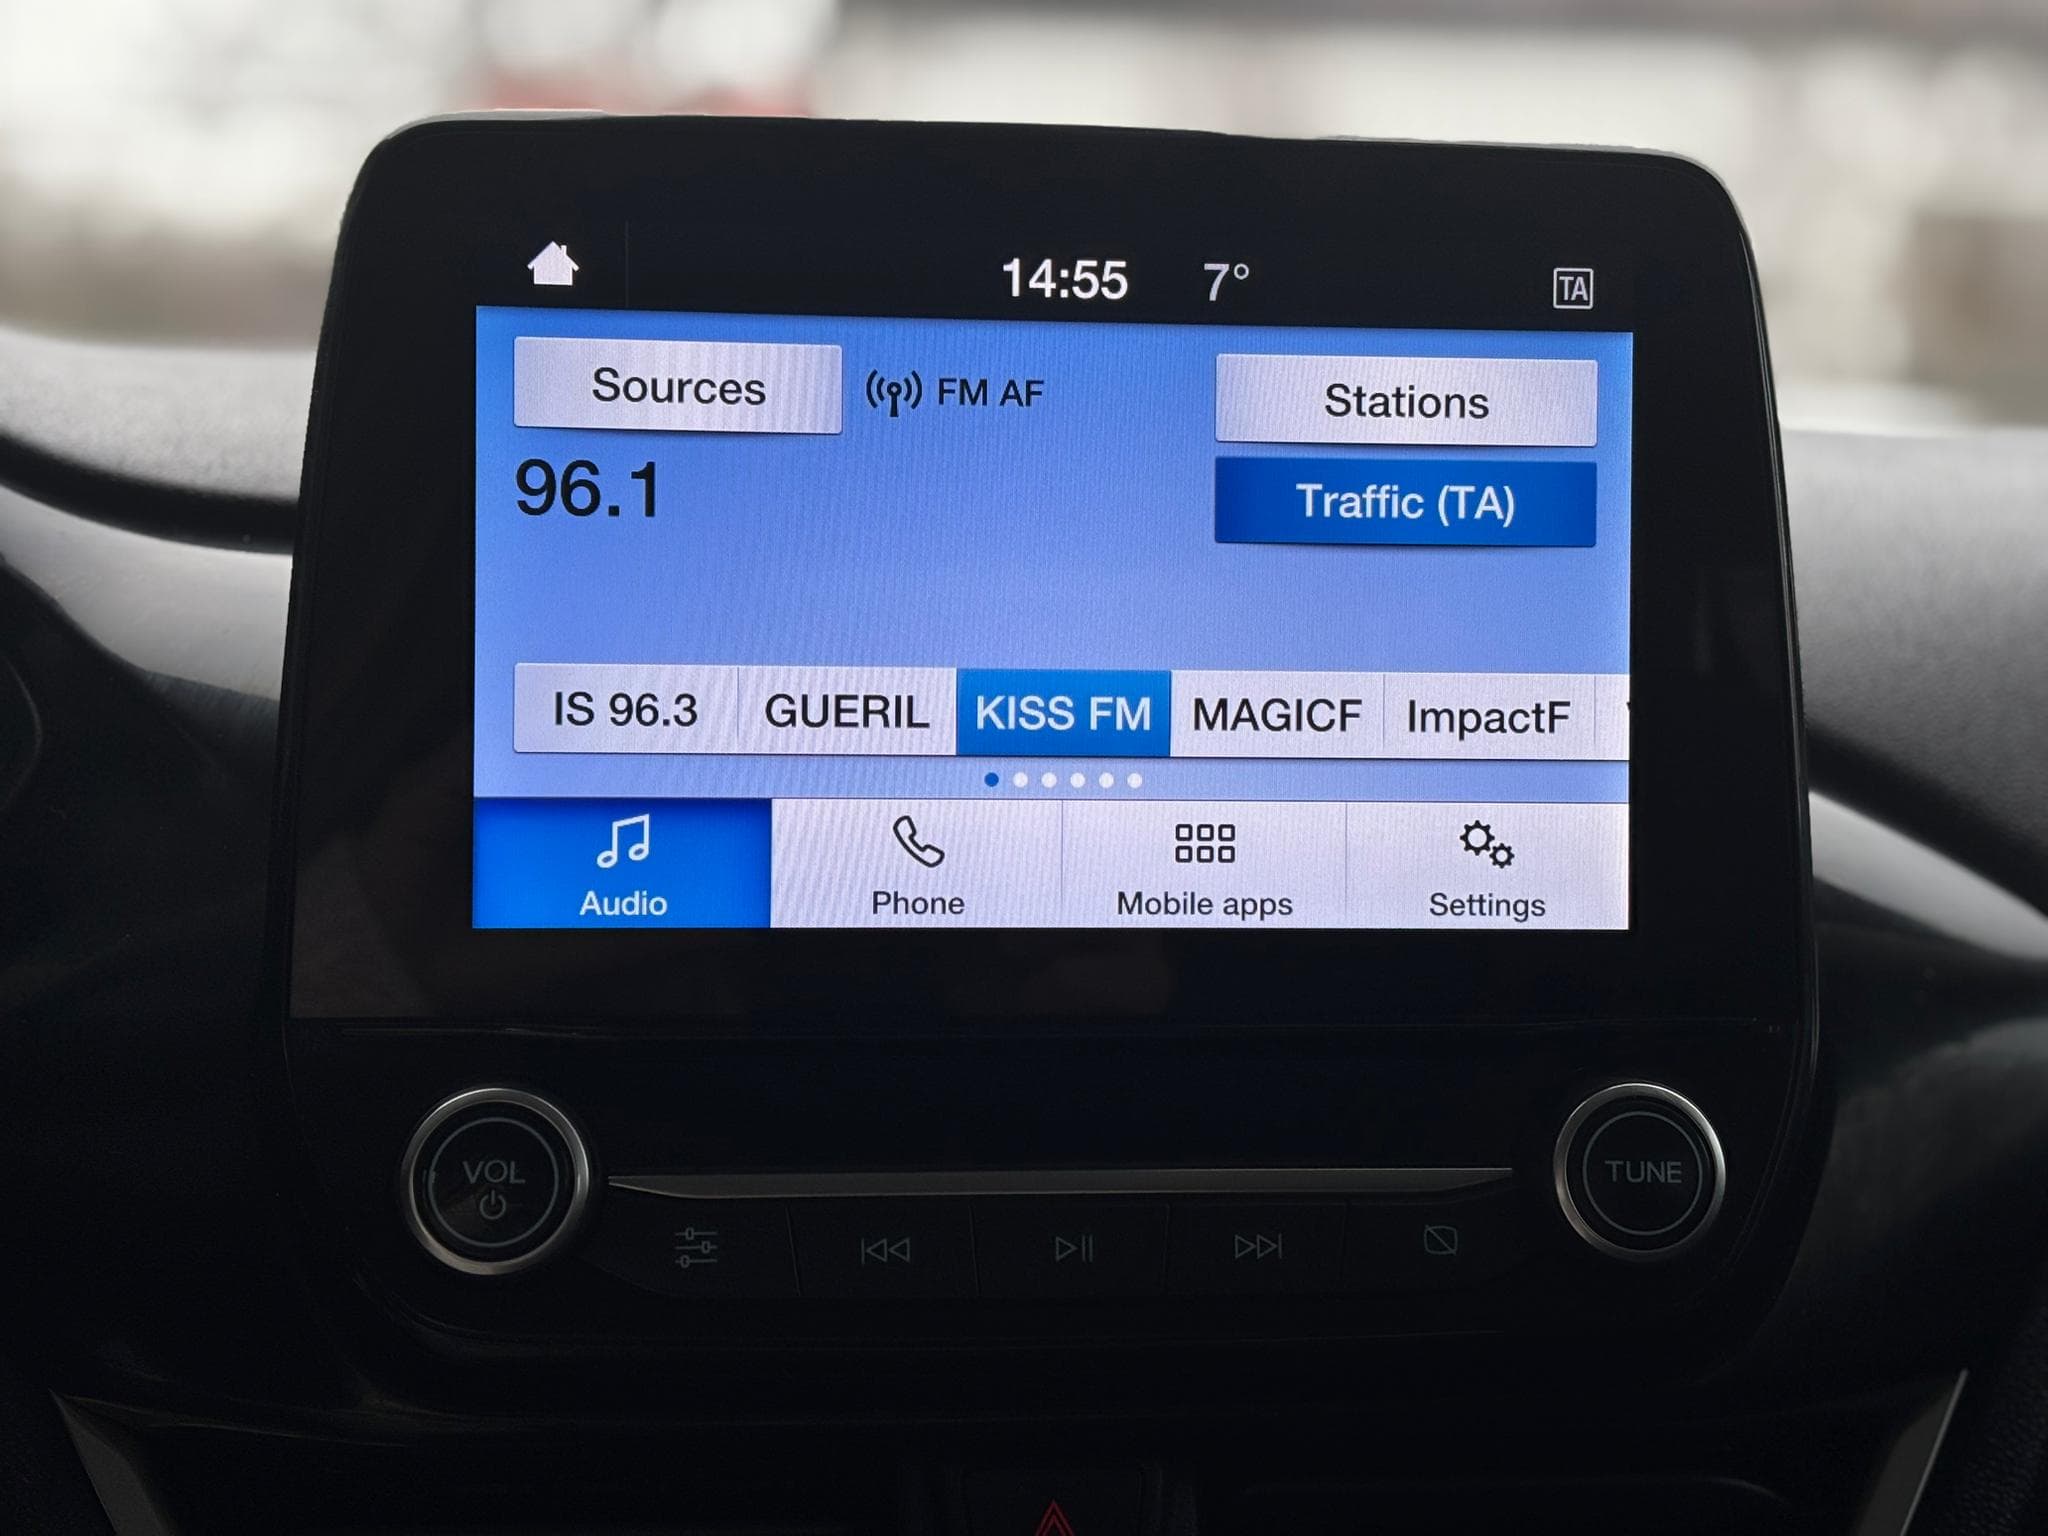 14:55 7° TA
Sources FM AF Stations
96.1 Traffic (TA)
IS 96.3 GUERIL KISS FM MAGICF ImpactF
Audio Phone Mobile apps Settings
VOL TUNE